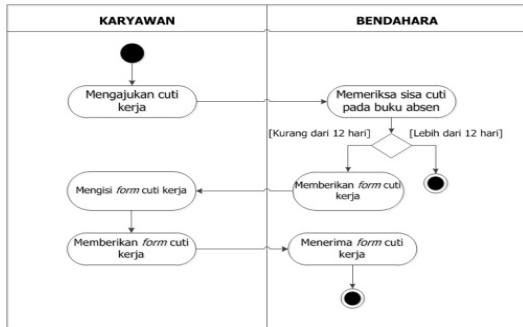 KARYAWAN
BENDAHARA
Mengajukan cuti
kerja
Memeriksa sisa cuti
pada buku absen
[Kurang dari 12 hari]
[Lebih dari 12 hari]
Mengisi form cuti kerja
Memberikan form cuti
kerja
Memberikan form cuti
kerja
Menerima form cuti
kerja